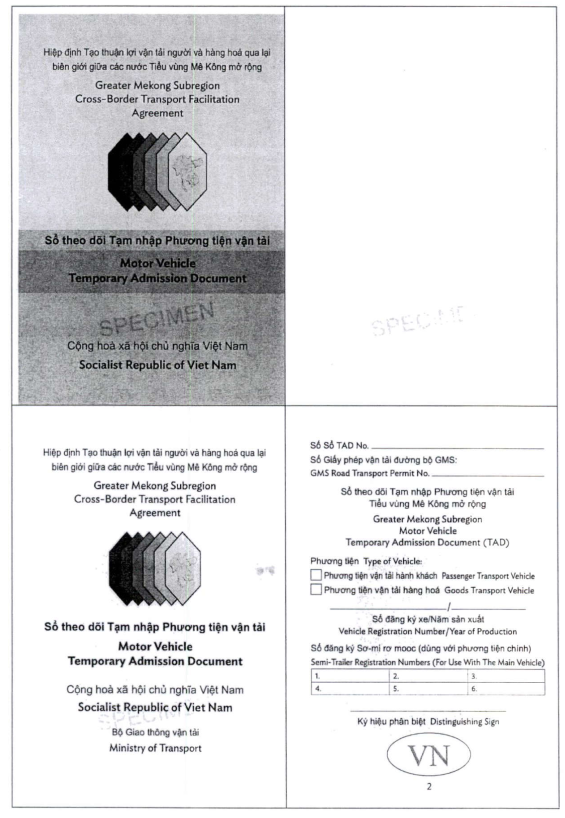 Hiệp định Tạo thuận lợi vận tải người và hàng hoá qua lại
biên giới giữa các nước Tiểu vùng Mê Kông mở rộng
Greater Mekong Subregion
Cross-Border Transport Facilitation
Agreement
Sổ theo dõi Tạm nhập Phương tiện vận tải
Motor Vehicle
Temporary Admission Document
SPECIMEN
Cộng hoà xã hội chủ nghĩa Việt Nam
Socialist Republic of Viet Nam
SPECIME
Hiệp định Tạo thuận lợi vận tải người và hàng hoá qua lại
biên giới giữa các nước Tiểu vùng Mê Kông mở rộng
Greater Mekong Subregion
Cross-Border Transport Facilitation
Agreement
Sổ theo dõi Tạm nhập Phương tiện vận tải
Motor Vehicle
Temporary Admission Document
Cộng hoà xã hội chủ nghĩa Việt Nam
Socialist Republic of Viet Nam
Bộ Giao thông vận tải
Ministry of Transport
Số Sổ TAD No.
Số Giấy phép vận tải đường bộ GMS:
GMS Road Transport Permit No.
Sổ theo dõi Tạm nhập Phương tiện vận tải
Tiểu vùng Mê Kông mở rộng
Greater Mekong Subregion
Motor Vehicle
Temporary Admission Document (TAD)
Phương tiện Type of Vehicle:
Phương tiện vận tải hành khách Passenger Transport Vehicle
Phương tiện vận tải hàng hoá Goods Transport Vehicle
/
Số đăng ký xe/Năm sản xuất
Vehicle Registration Number/Year of Production
Số đăng ký Sơ-mi rơ mooc (dùng với phương tiện chính)
Semi-Trailer Registration Numbers (For Use With The Main Vehicle)
1. 2. 3.
4. 5. 6.
Ký hiệu phân biệt Distinguishing Sign
VN
2